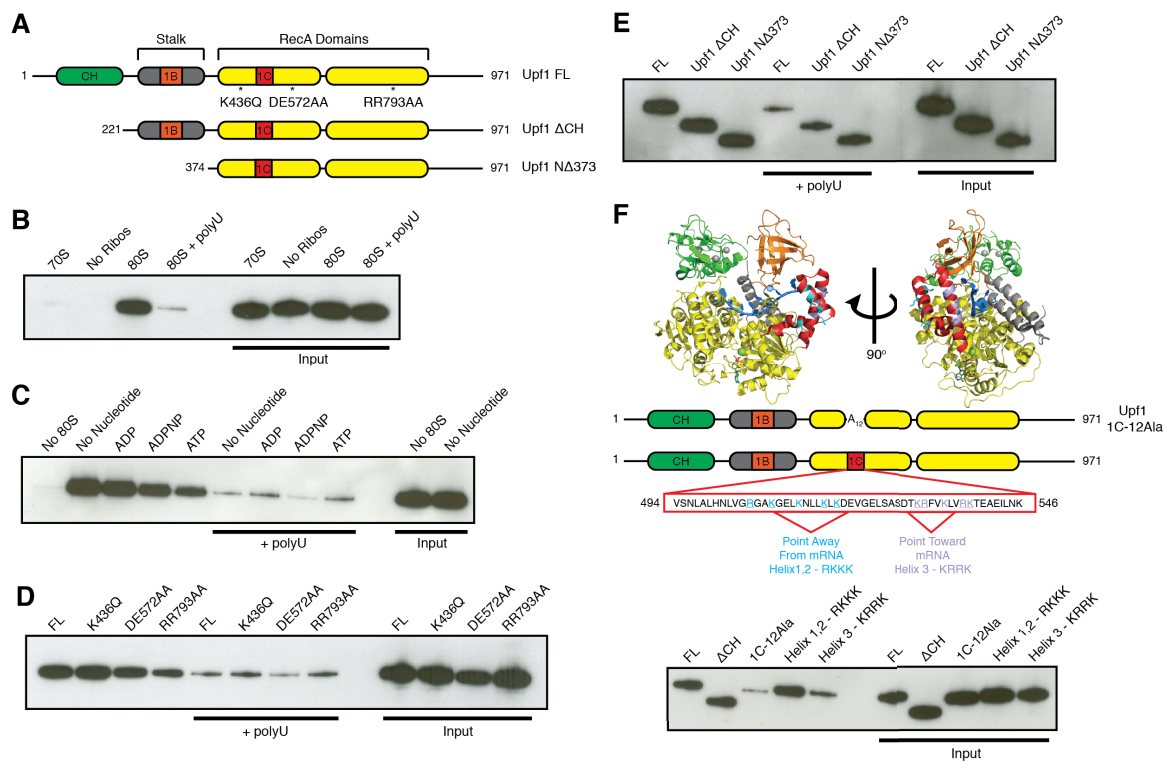 A
Stalk
RecA Domains
1
CH
1B
1C
971
Upf1 FL
* * *
K436Q
DE572AA
RR793AA
221
1B
1C
971
Upf1 ΔCH
374
1C
971
Upf1 NΔ373
B
70S
No Ribos
80S
80S + polyU
70S
No Ribos
80S
80S + polyU
Input
C
No 80S
No Nucleotide
ADP
ADPNP
ATP
No Nucleotide
ADP
ADPNP
ATP
No 80S
No Nucleotide
+ polyU
Input
D
FL
K436Q
DE572AA
RR793AA
FL
K436Q
DE572AA
RR793AA
FL
K436Q
DE572AA
RR793AA
+ polyU
Input
E
FL
Upf1 ΔCH
Upf1 NΔ373
FL
Upf1 ΔCH
Upf1 NΔ373
FL
Upf1 ΔCH
Upf1 NΔ373
+ polyU
Input
F
90°
1
CH
1B
A12
971
Upf1
1C-12Ala
1
CH
1B
1C
971
494
VSNLALHNLVGRGAKGELKNLLKLKDEVGELSASDTKRFVKLVRKTEAEILNK
546
Point Away
From mRNA
Helix1,2 - RKKK
Point Toward
mRNA
Helix 3 - KRRK
FL
ΔCH
1C-12Ala
Helix 1,2 - RKKK
Helix 3 - KRRK
FL
ΔCH
1C-12Ala
Helix 1,2 - RKKK
Helix 3 - KRRK
Input